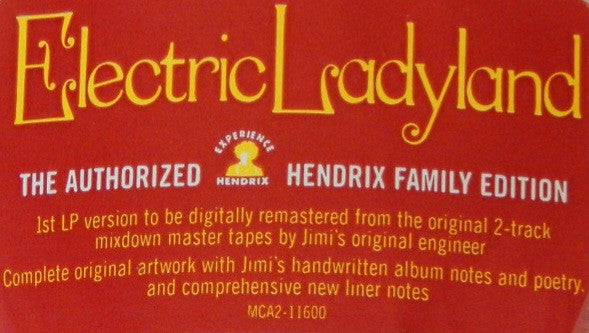 Electric Ladyland
THE AUTHORIZED EXPERIENCE HENDRIX HENDRIX FAMILY EDITION
1st LP version to be digitally remastered from the original 2-track
mixdown master tapes by Jimi's original engineer
Complete original artwork with Jimi's handwritten album notes and poetry.
and comprehensive new liner notes
MCA2-11600